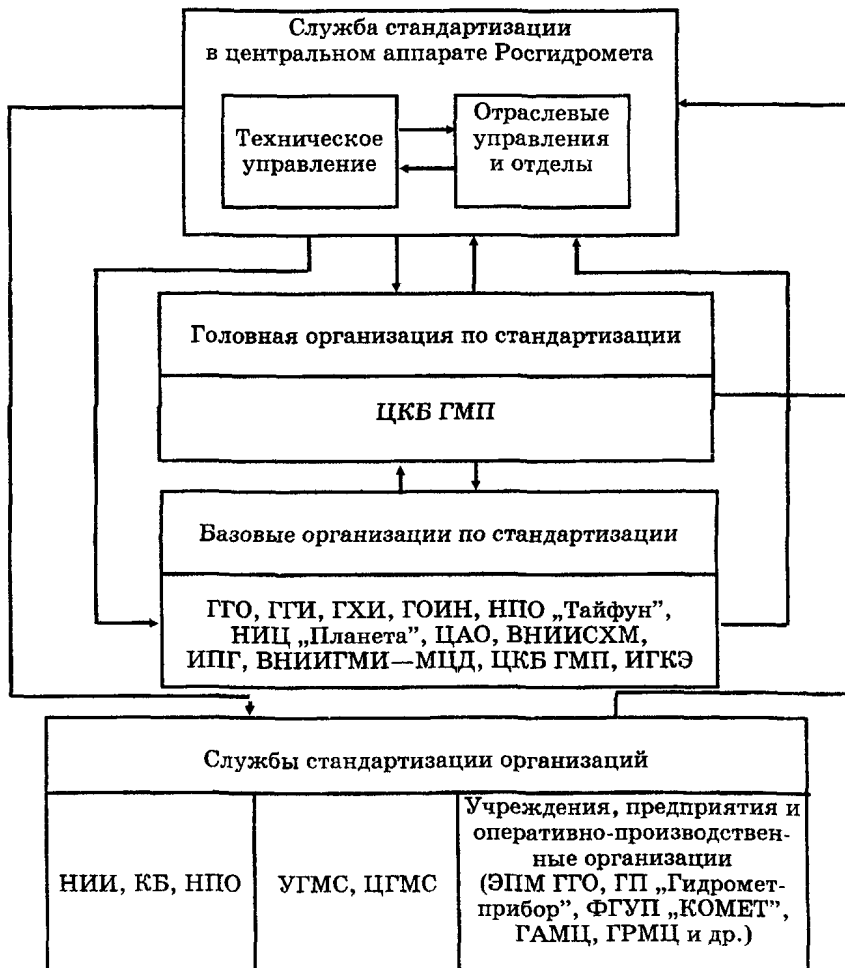 Служба стандартизации
в центральном аппарате Росгидромета
Техническое
управление
Отраслевые
управления
и отделы
Головная организация по стандартизации
ЦКБ ГМП
Базовые организации по стандартизации
ГГО, ГГИ, ГХИ, ГОИН, НПО „Тайфун”,
НИЦ „Планета”, ЦАО, ВНИИСХМ,
ИПГ, ВНИИГМИ—МЦД, ЦКБ ГМП, ИГКЭ
Службы стандартизации организаций
НИИ, КБ, НПО
УГМС, ЦГМС
Учреждения, предприятия и
оперативно-производствен-
ные организации
(ЭПМ ГГО, ГП „Гидромет-
прибор”, ФГУП „КОМЕТ”,
ГАМЦ, ГРМЦ и др.)